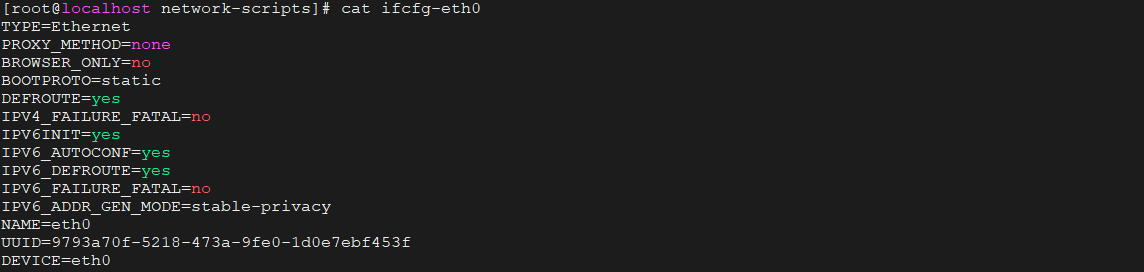 [root@localhost network-scripts]# cat ifcfg-eth0
TYPE=Ethernet
PROXY_METHOD=none
BROWSER_ONLY=no
BOOTPROTO=static
DEFROUTE=yes
IPV4_FAILURE_FATAL=no
IPV6INIT=yes
IPV6_AUTOCONF=yes
IPV6_DEFROUTE=yes
IPV6_FAILURE_FATAL=no
IPV6_ADDR_GEN_MODE=stable-privacy
NAME=eth0
UUID=9793a70f-5218-473a-9fe0-1d0e7ebf453f
DEVICE=eth0